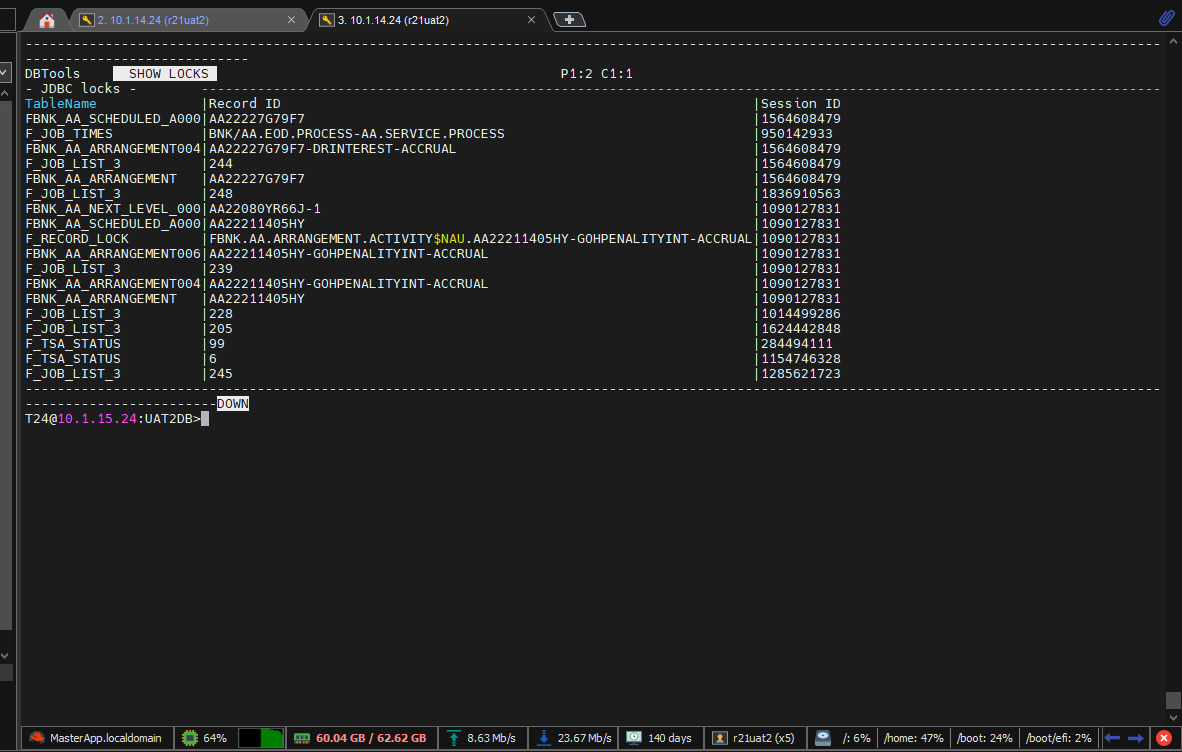 2. 10.1.14.24 (r21uat2)
3. 10.1.14.24 (r21uat2)
DBTools SHOW LOCKS P1:2 C1:1
- JDBC locks -
TableName |Record ID |Session ID
FBNK_AA_SCHEDULED_A000|AA22227G79F7 |1564608479
F_JOB_TIMES |BNK/AA.EOD.PROCESS-AA.SERVICE.PROCESS |950142933
FBNK_AA_ARRANGEMENT004|AA22227G79F7-DRINTEREST-ACCRUAL |1564608479
F_JOB_LIST_3 |244 |1564608479
FBNK_AA_ARRANGEMENT |AA22227G79F7 |1564608479
F_JOB_LIST_3 |248 |1836910563
FBNK_AA_NEXT_LEVEL_000|AA22080YR66J-1 |1090127831
FBNK_AA_SCHEDULED_A000|AA22211405HY |1090127831
F_RECORD_LOCK |FBNK.AA.ARRANGEMENT.ACTIVITY$NAU.AA22211405HY-GOHPENALITYINT-ACCRUAL|1090127831
FBNK_AA_ARRANGEMENT006|AA22211405HY-GOHPENALITYINT-ACCRUAL |1090127831
F_JOB_LIST_3 |239 |1090127831
FBNK_AA_ARRANGEMENT004|AA22211405HY-GOHPENALITYINT-ACCRUAL |1090127831
FBNK_AA_ARRANGEMENT |AA22211405HY |1090127831
F_JOB_LIST_3 |228 |1014499286
F_JOB_LIST_3 |205 |1624442848
F_TSA_STATUS |99 |284494111
F_TSA_STATUS |6 |1154746328
F_JOB_LIST_3 |245 |1285621723
DOWN
T24@10.1.15.24:UAT2DB>
MasterApp.localdomain 64% 60.04 GB / 62.62 GB 8.63 Mb/s 23.67 Mb/s 140 days r21uat2 (x5) /: 6% /home: 47% /boot: 24% /boot/efi: 2%